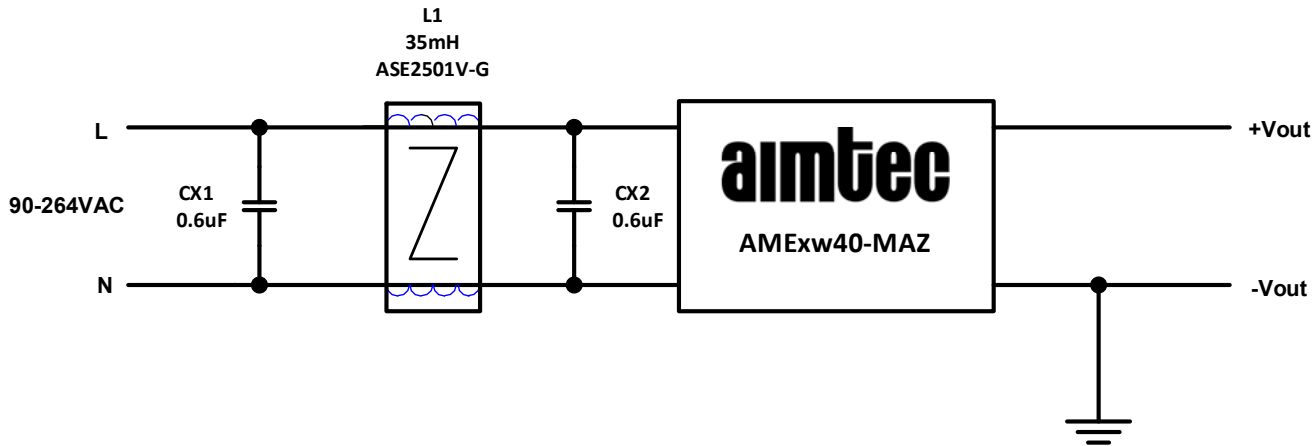 L1
35mH
ASE2501V-G
L
90-264VAC
N
CX1
0.6uF
CX2
0.6uF
aimtec
AMExw40-MAZ
+Vout
-Vout